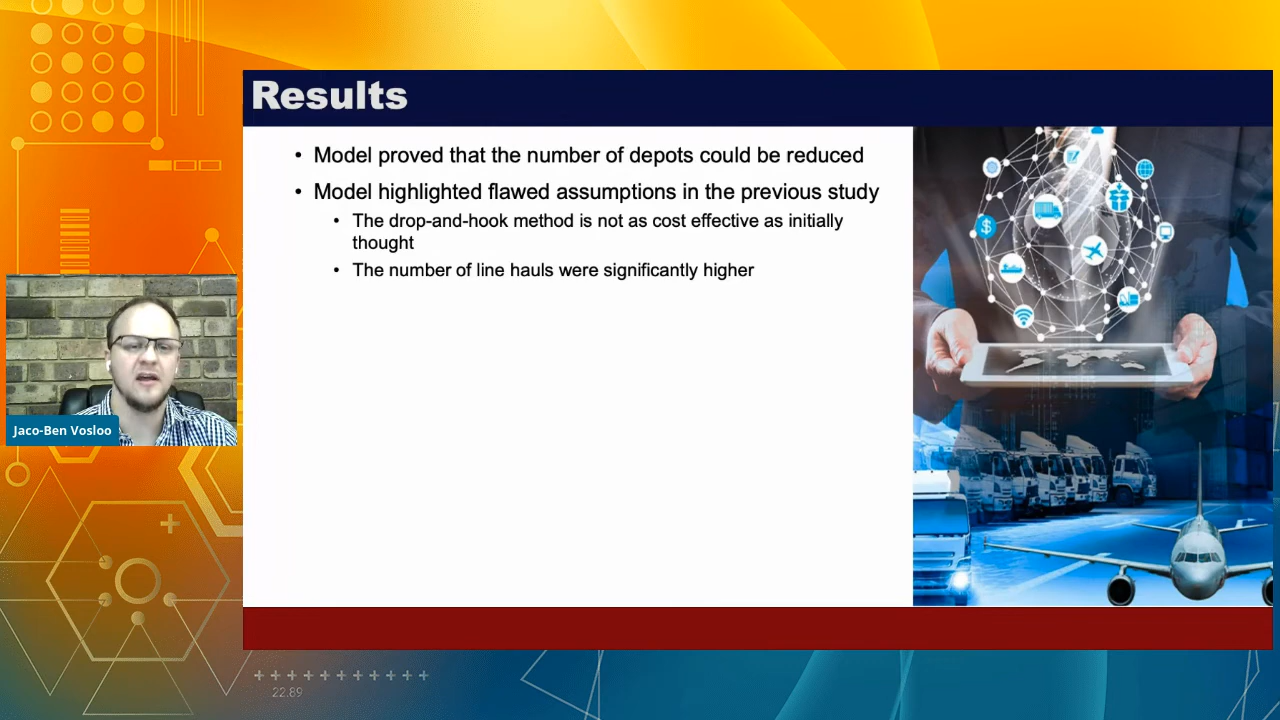 Results
• Model proved that the number of depots could be reduced
• Model highlighted flawed assumptions in the previous study
• The drop-and-hook method is not as cost effective as initially
thought
• The number of line hauls were significantly higher
Jaco-Ben Vosloo
22.89